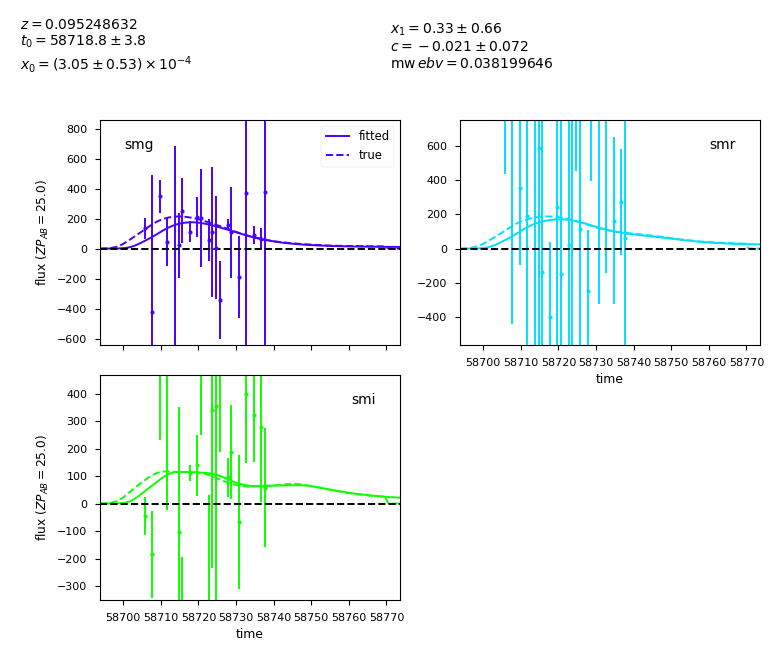 z = 0.095248632
t₀ = 58718.8 ± 3.8
x₀ = (3.05 ± 0.53) × 10⁻⁴
x₁ = 0.33 ± 0.66
c = −0.021 ± 0.072
mw ebv = 0.038199646
smg
fitted
true
800
600
400
200
0
−200
−400
−600
flux (ZP_AB = 25.0)
smr
600
400
200
0
−200
−400
58700 58710 58720 58730 58740 58750 58760 58770
time
smi
400
300
200
100
0
−100
−200
−300
flux (ZP_AB = 25.0)
58700 58710 58720 58730 58740 58750 58760 58770
time